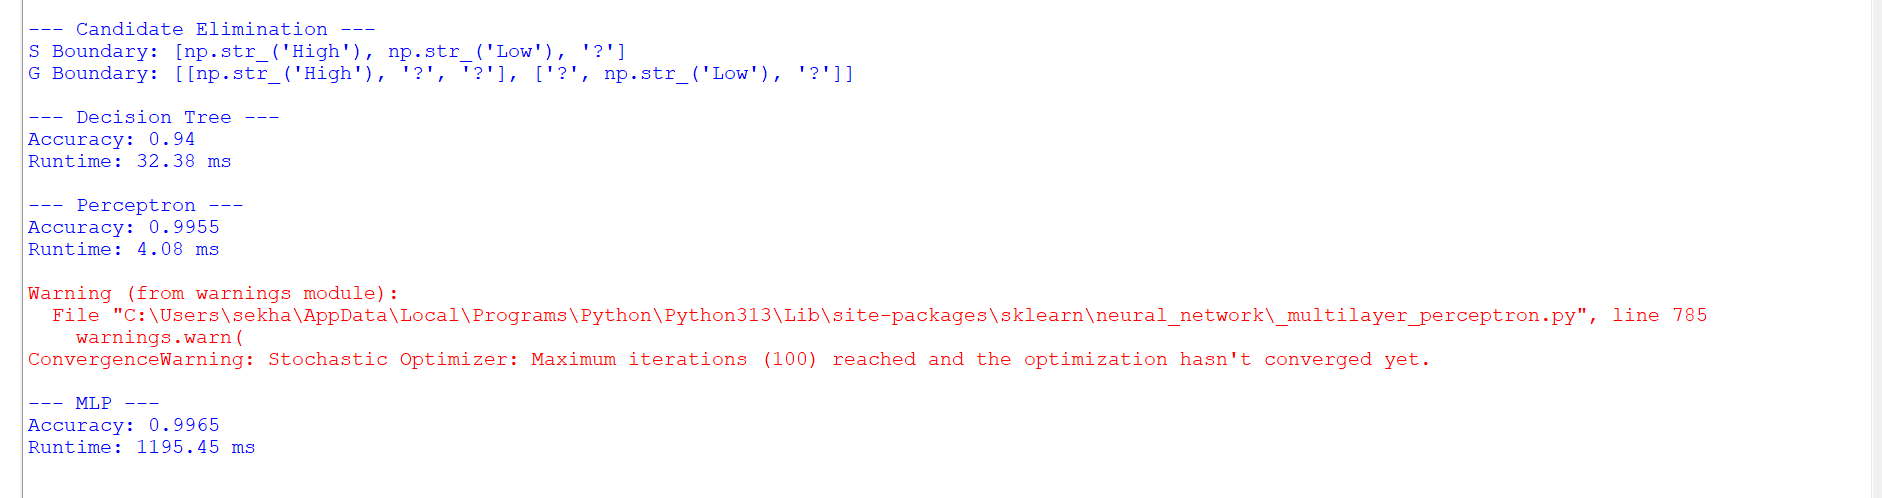 --- Candidate Elimination ---
S Boundary: [np.str_('High'), np.str_('Low'), '?']
G Boundary: [[np.str_('High'), '?', '?'], ['?', np.str_('Low'), '?']]
--- Decision Tree ---
Accuracy: 0.94
Runtime: 32.38 ms
--- Perceptron ---
Accuracy: 0.9955
Runtime: 4.08 ms
Warning (from warnings module):
  File "C:\Users\sekha\AppData\Local\Programs\Python\Python313\Lib\site-packages\sklearn\neural_network\_multilayer_perceptron.py", line 785
    warnings.warn(
ConvergenceWarning: Stochastic Optimizer: Maximum iterations (100) reached and the optimization hasn't converged yet.
--- MLP ---
Accuracy: 0.9965
Runtime: 1195.45 ms